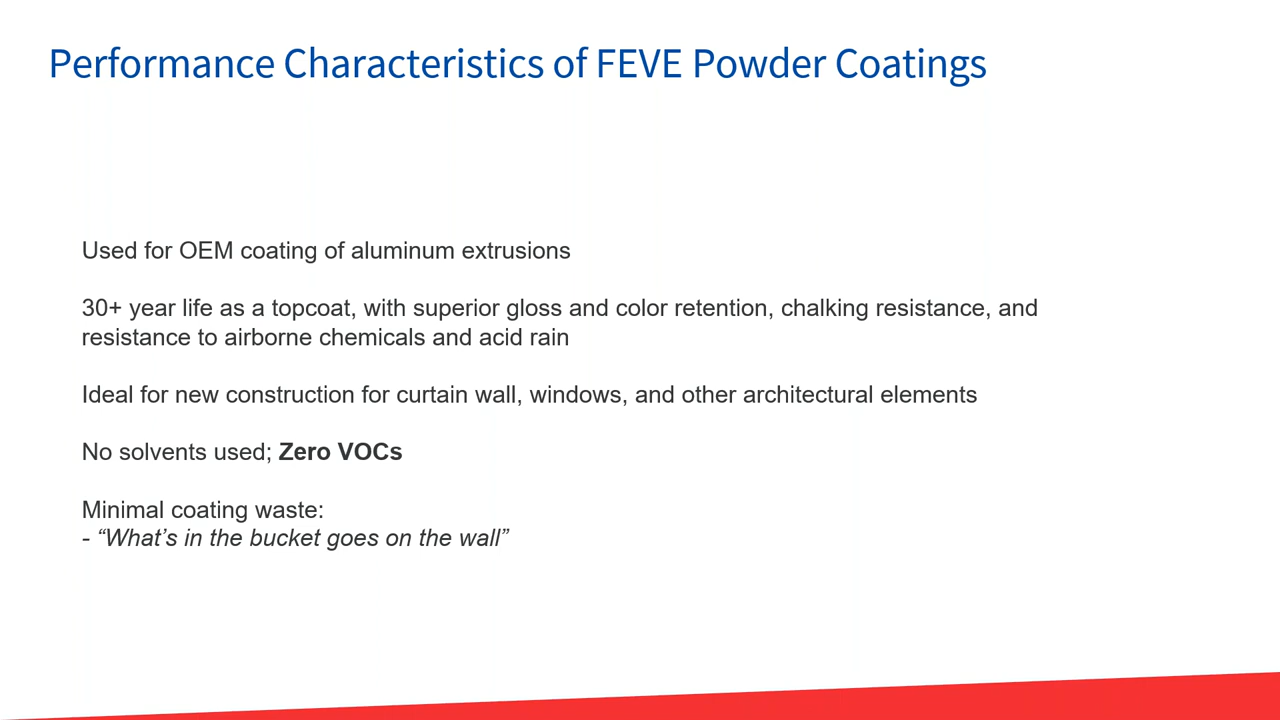 Performance Characteristics of FEVE Powder Coatings
Used for OEM coating of aluminum extrusions
30+ year life as a topcoat, with superior gloss and color retention, chalking resistance, and
resistance to airborne chemicals and acid rain
Ideal for new construction for curtain wall, windows, and other architectural elements
No solvents used; Zero VOCs
Minimal coating waste:
- “What’s in the bucket goes on the wall”